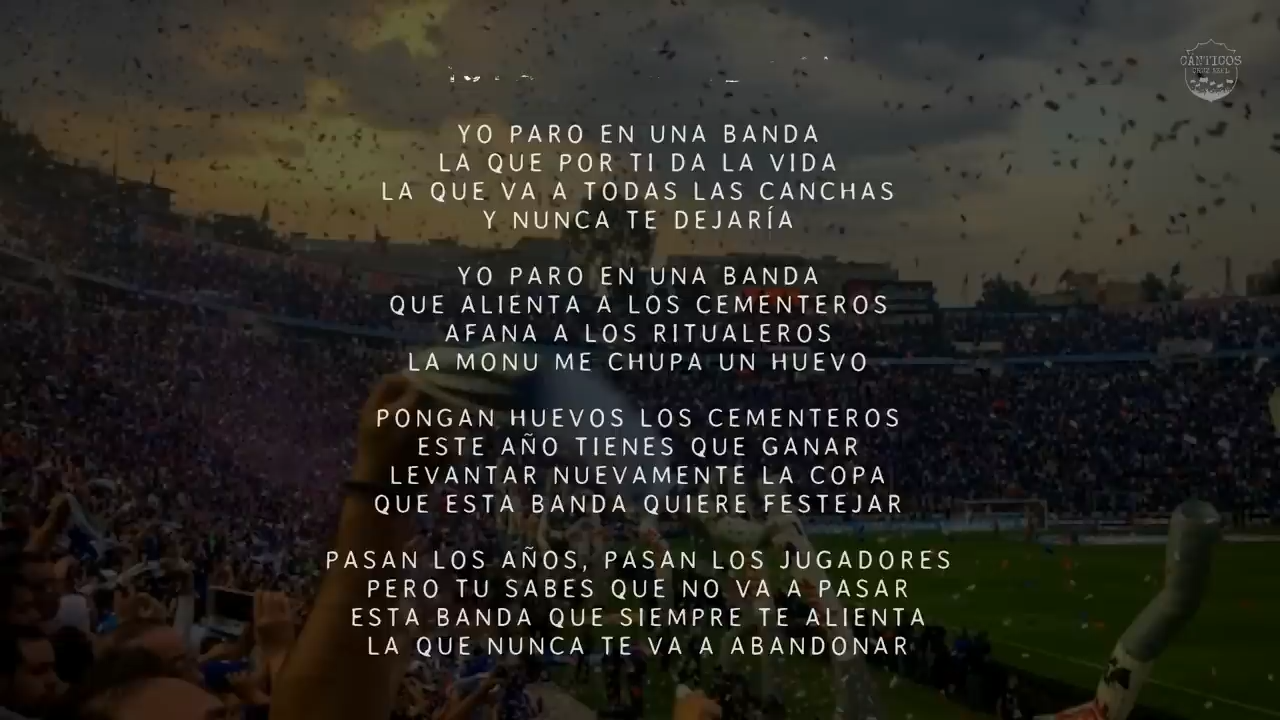 CANTICOS
CRUZ AZUL
YO PARO EN UNA BANDA
LA QUE POR TI DA LA VIDA
LA QUE VA A TODAS LAS CANCHAS
Y NUNCA TE DEJARÍA
YO PARO EN UNA BANDA
QUE ALIENTA A LOS CEMENTEROS
AFANA A LOS RITUALEROS
LA MONU ME CHUPA UN HUEVO
PONGAN HUEVOS LOS CEMENTEROS
ESTE AÑO TIENES QUE GANAR
LEVANTAR NUEVAMENTE LA COPA
QUE ESTA BANDA QUIERE FESTEJAR
PASAN LOS AÑOS, PASAN LOS JUGADORES
PERO TU SABES QUE NO VA A PASAR
ESTA BANDA QUE SIEMPRE TE ALIENTA
LA QUE NUNCA TE VA A ABANDONAR